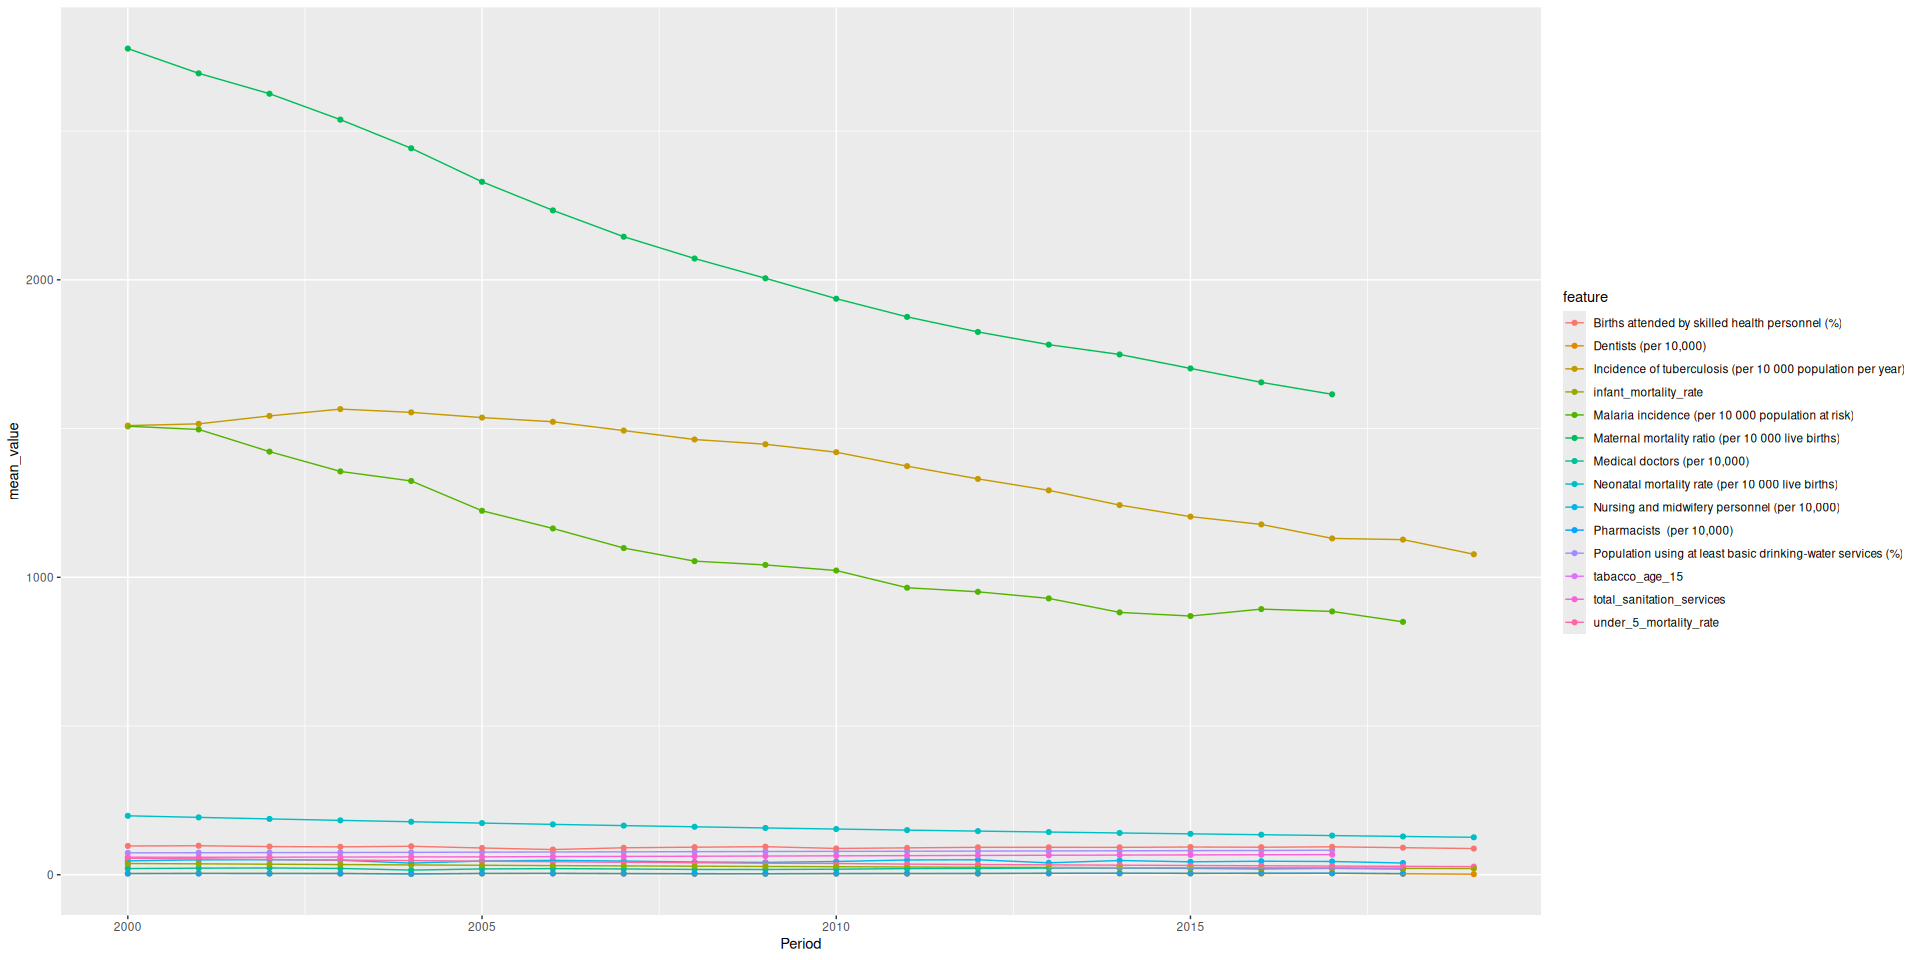 mean_value
2000
1000
0
2000
2005
2010
2015
Period
feature
Births attended by skilled health personnel (%)
Dentists (per 10,000)
Incidence of tuberculosis (per 10 000 population per year)
infant_mortality_rate
Malaria incidence (per 10 000 population at risk)
Maternal mortality ratio (per 10 000 live births)
Medical doctors (per 10,000)
Neonatal mortality rate (per 10 000 live births)
Nursing and midwifery personnel (per 10,000)
Pharmacists  (per 10,000)
Population using at least basic drinking-water services (%)
tabacco_age_15
total_sanitation_services
under_5_mortality_rate